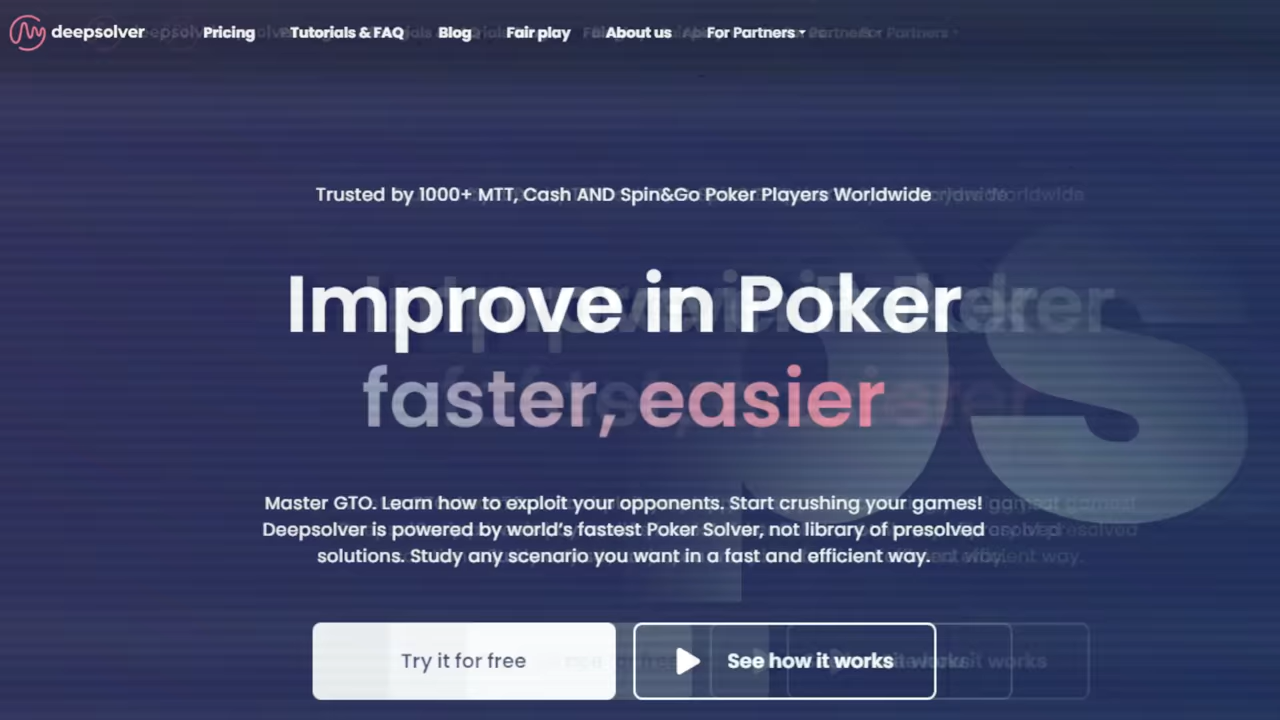 deepsolver Pricing Tutorials & FAQ Blog Fair play About us For Partners
Trusted by 1000+ MTT, Cash AND Spin&Go Poker Players Worldwide
Improve in Poker
faster, easier
ps
Master GTO. Learn how to exploit your opponents. Start crushing your games!
Deepsolver is powered by world’s fastest Poker Solver, not library of presolved
solutions. Study any scenario you want in a fast and efficient way.
Try it for free See how it works